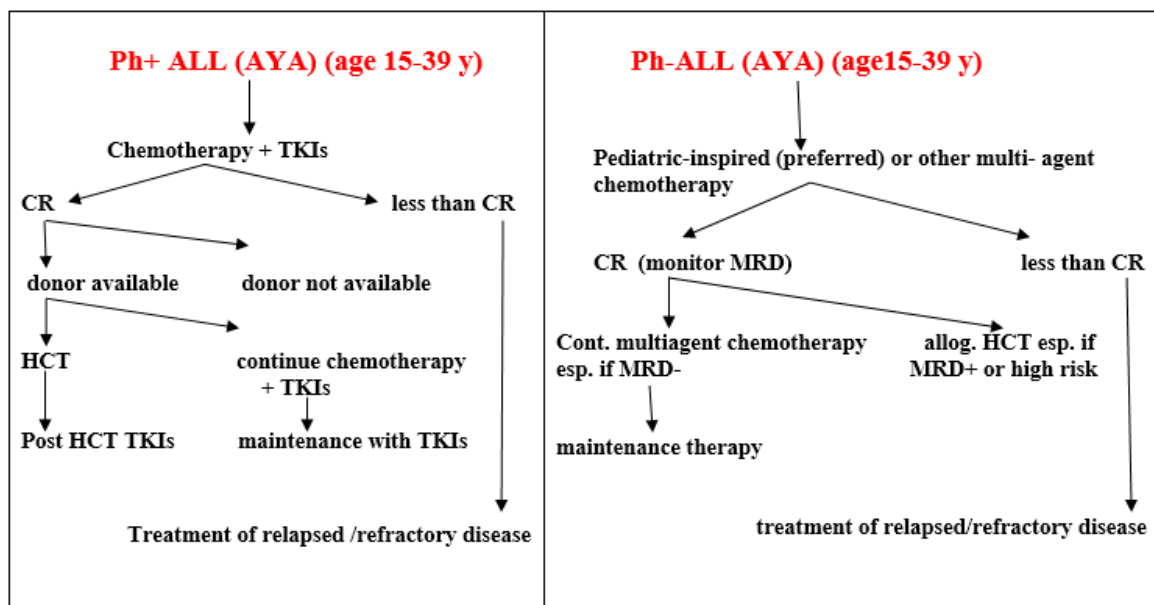 Ph+ ALL (AYA) (age 15-39 y)
Chemotherapy + TKIs
CR
less than CR
donor available
donor not available
HCT
continue chemotherapy
+ TKIs
Post HCT TKIs
maintenance with TKIs
Treatment of relapsed /refractory disease
Ph-ALL (AYA) (age15-39 y)
Pediatric-inspired (preferred) or other multi- agent
chemotherapy
CR (monitor MRD)
less than CR
Cont. multiagent chemotherapy
esp. if MRD-
allog. HCT esp. if
MRD+ or high risk
maintenance therapy
treatment of relapsed/refractory disease